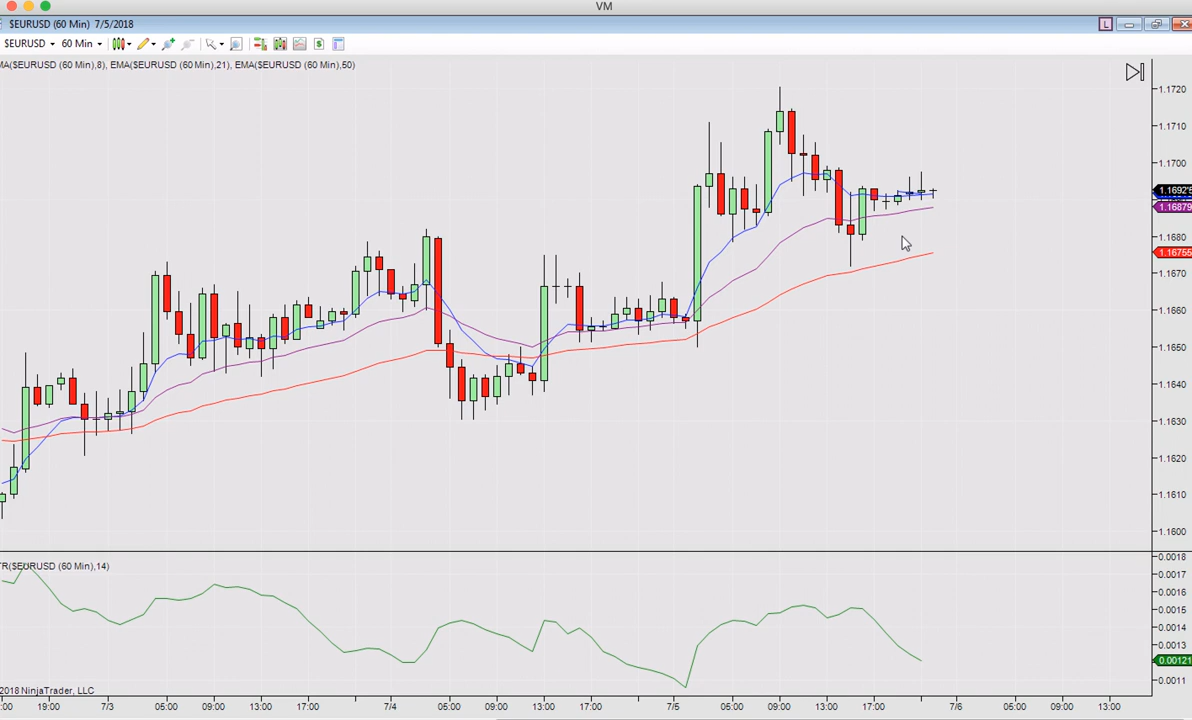 VM
$EURUSD (60 Min) 7/5/2018
L
$EURUSD 60 Min
MA($EURUSD (60 Min),8), EMA($EURUSD (60 Min),21), EMA($EURUSD (60 Min),50)
1.1720
1.1710
1.1700
1.1692'5
1.16879
1.1680
1.16755
1.1670
1.1660
1.1650
1.1640
1.1630
1.1620
1.1610
1.1600
TR($EURUSD (60 Min),14)
0.0018
0.0017
0.0016
0.0015
0.0014
0.0013
0.00121
0.0011
2018 NinjaTrader, LLC
:00 19:00 7/3 05:00 09:00 13:00 17:00 7/4 05:00 09:00 13:00 17:00 7/5 05:00 09:00 13:00 17:00 7/6 05:00 09:00 13:00